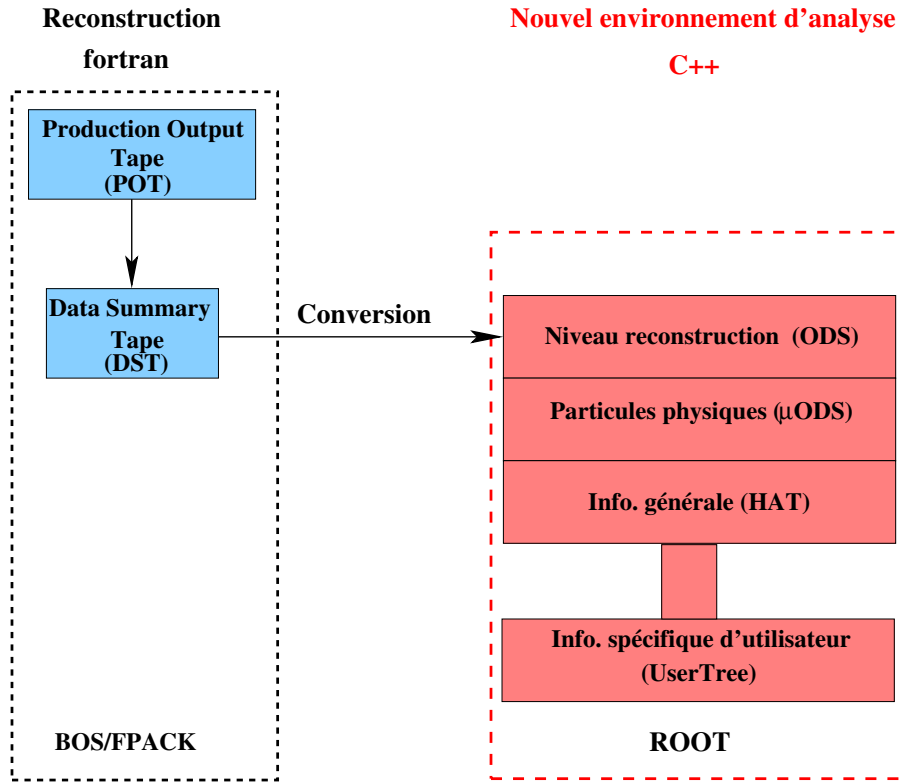 Reconstruction
fortran
Nouvel environnement d'analyse
C++
Production Output
Tape
(POT)
Data Summary
Tape
(DST)
Conversion
Niveau reconstruction (ODS)
Particules physiques (μODS)
Info. générale (HAT)
Info. spécifique d'utilisateur
(UserTree)
BOS/FPACK
ROOT